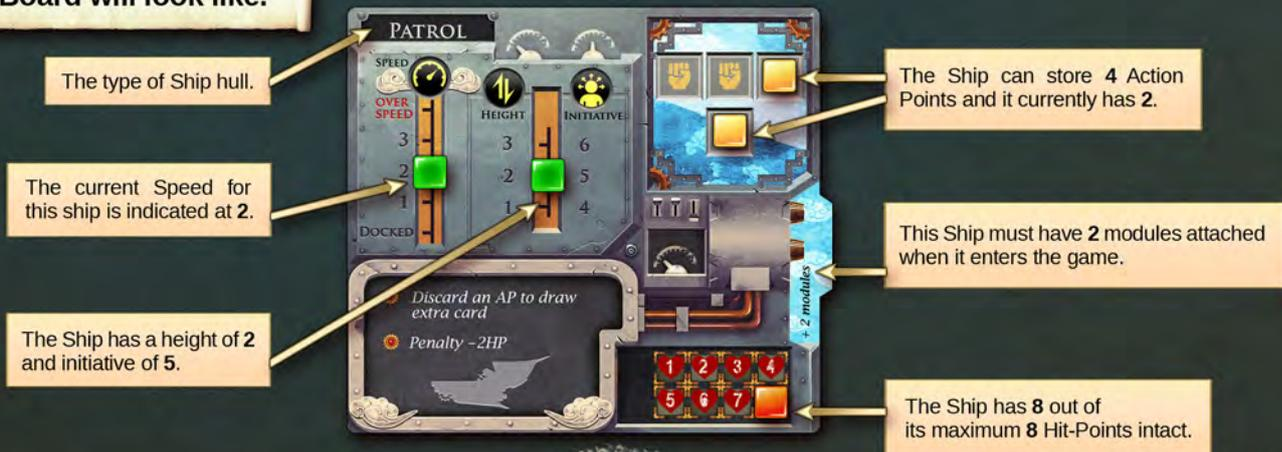 Board will look like:
PATROL
The type of Ship hull.
SPEED
OVER
SPEED
3
2
1
DOCKED
HEIGHT
3
2
1
INITIATIVE
6
5
4
The Ship can store 4 Action
Points and it currently has 2.
The current Speed for
this ship is indicated at 2.
This Ship must have 2 modules attached
when it enters the game.
+ 2 modules
The Ship has a height of 2
and initiative of 5.
Discard an AP to draw
extra card
Penalty -2HP
1 2 3 4
5 6 7
The Ship has 8 out of
its maximum 8 Hit-Points intact.